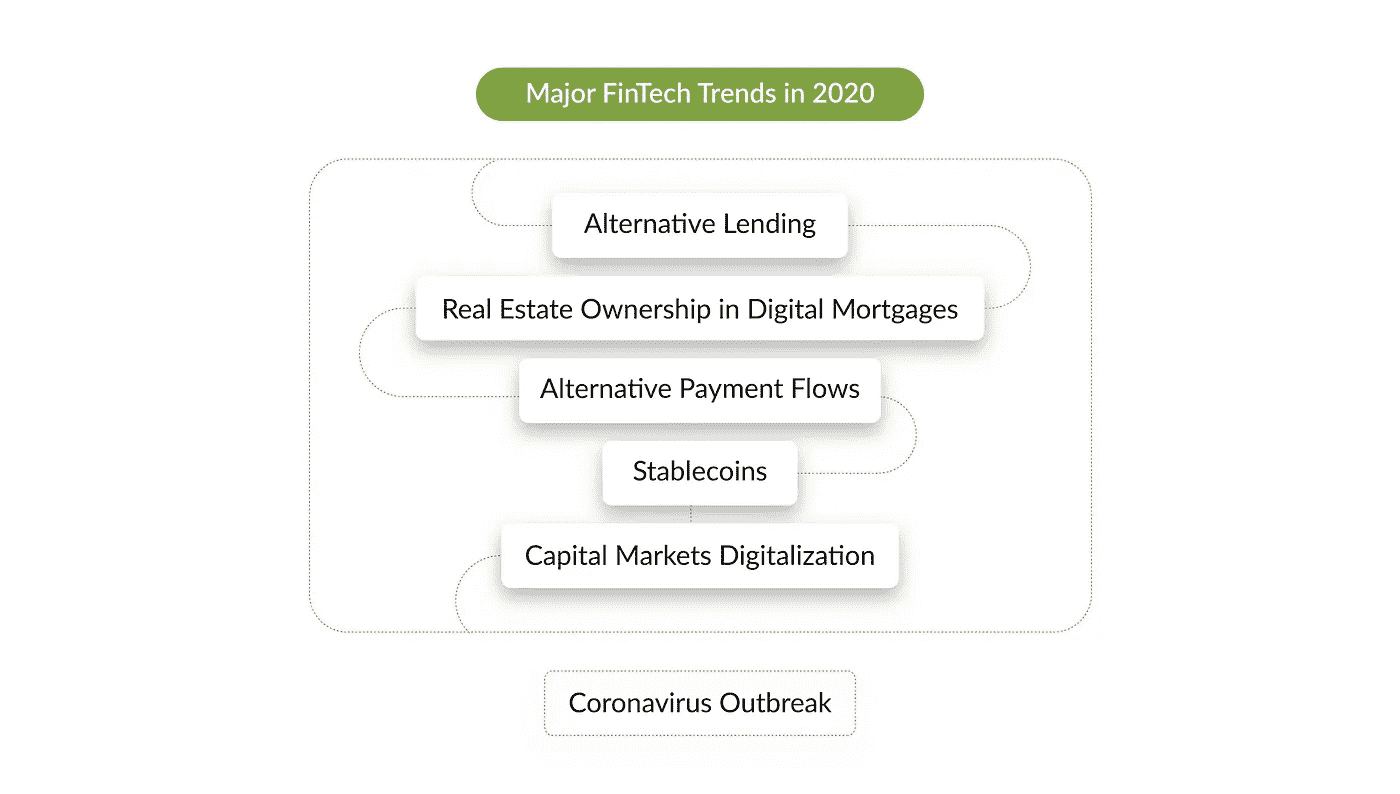 Major FinTech Trends in 2020
Alternative Lending
Real Estate Ownership in Digital Mortgages
Alternative Payment Flows
Stablecoins
Capital Markets Digitalization
Coronavirus Outbreak